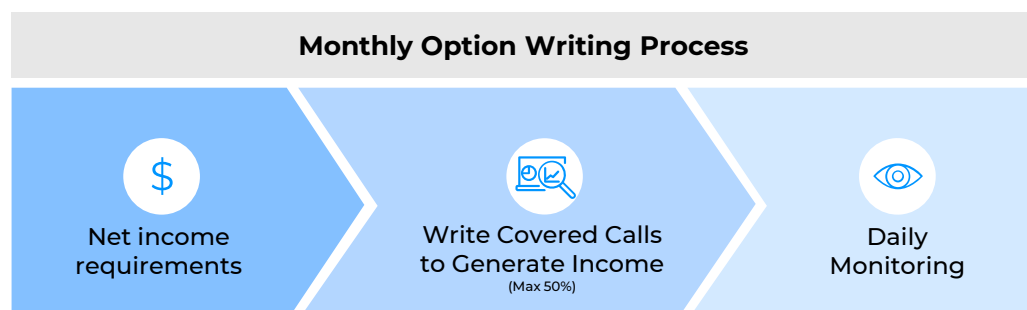 Monthly Option Writing Process
$
Net income
requirements
Write Covered Calls
to Generate Income
(Max 50%)
Daily
Monitoring